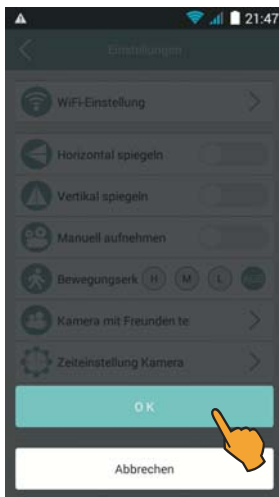 21:47
Einstellungen
WiFi-Einstellung
Horizontal spiegeln
Vertikal spiegeln
Manuell aufnehmen
Bewegungserk H M L
Kamera mit Freunden te
Zeiteinstellung Kamera
OK
Abbrechen